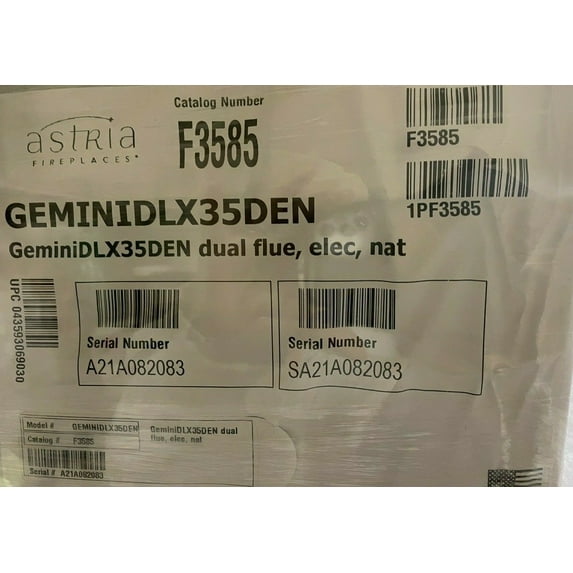 Catalog Number
astria
FIREPLACES®
F3585
F3585
1PF3585
GEMINIDLX35DEN
GeminiDLX35DEN dual flue, elec, nat
UPC 043593069030
Serial Number
A21A082083
Serial Number
SA21A082083
Model # GEMINIDLX35DEN
Catalog # F3585
GeminiDLX35DEN dual
flue, elec, nat
Serial # A21A082083